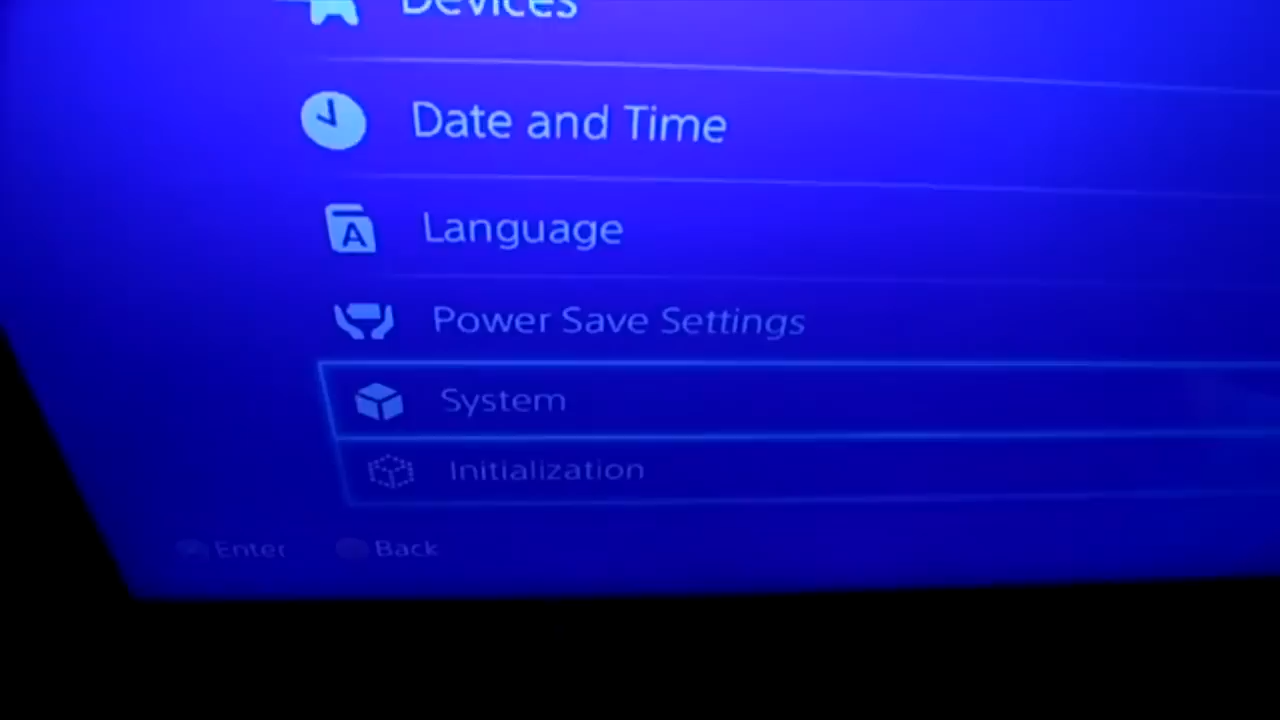 Devices
Date and Time
Language
Power Save Settings
System
Initialization
Enter Back